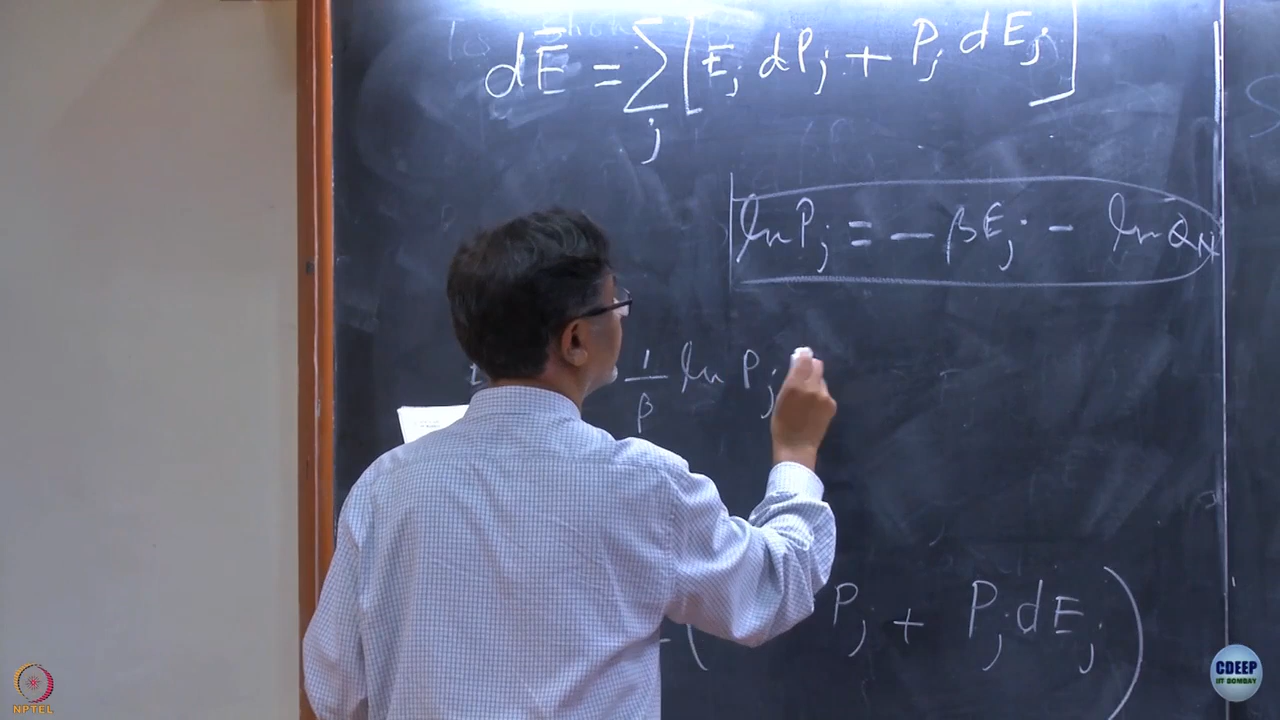 dE̅ = Σ_j [E_j dP_j + P_j dE_j]
ln P_j = - βE_j - ln Q_N
1/β ln P_j
( P_j + P_j dE_j )
NPTEL
CDEEP
IIT BOMBAY